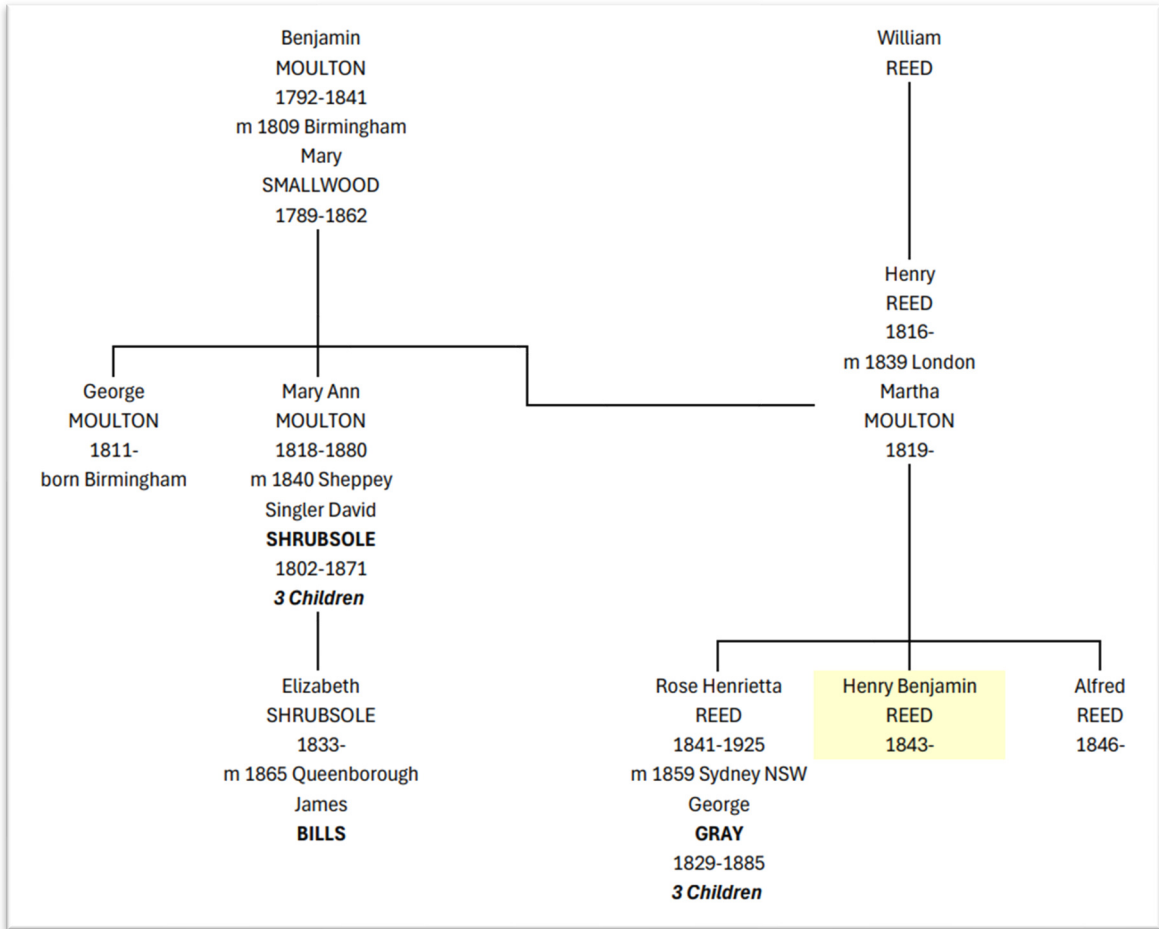 Benjamin
MOULTON
1792-1841
m 1809 Birmingham
Mary
SMALLWOOD
1789-1862
William
REED
Henry
REED
1816-
m 1839 London
Martha
MOULTON
1819-
George
MOULTON
1811-
born Birmingham
Mary Ann
MOULTON
1818-1880
m 1840 Sheppey
Singler David
SHRUBSOLE
1802-1871
3 Children
Elizabeth
SHRUBSOLE
1833-
m 1865 Queenborough
James
BILLS
Rose Henrietta
REED
1841-1925
m 1859 Sydney NSW
George
GRAY
1829-1885
3 Children
Henry Benjamin
REED
1843-
Alfred
REED
1846-